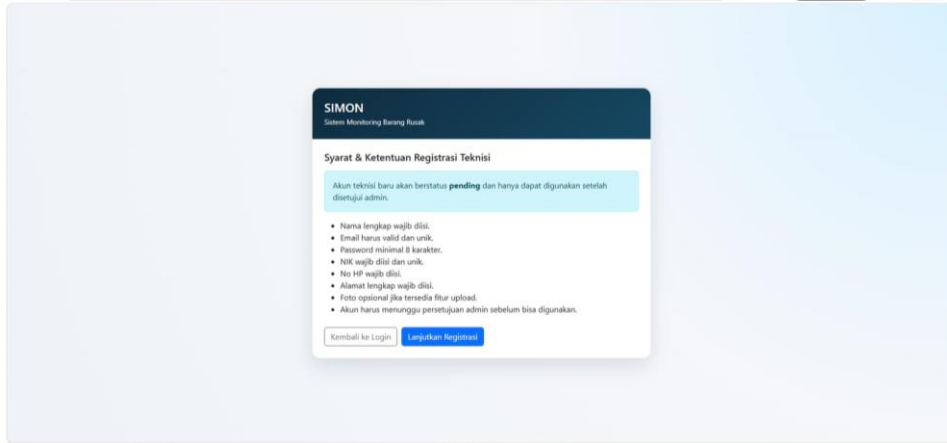 SIMON
Sistem Monitoring Barang Rusak
Syarat & Ketentuan Registrasi Teknisi
Akun teknisi baru akan berstatus pending dan hanya dapat digunakan setelah
disetujui admin.
• Nama lengkap wajib diisi.
• Email harus valid dan unik.
• Password minimal 8 karakter.
• NIK wajib diisi dan unik.
• No HP wajib diisi.
• Alamat lengkap wajib diisi.
• Foto opsional jika tersedia fitur upload.
• Akun harus menunggu persetujuan admin sebelum bisa digunakan.
Kembali ke Login Lanjutkan Registrasi